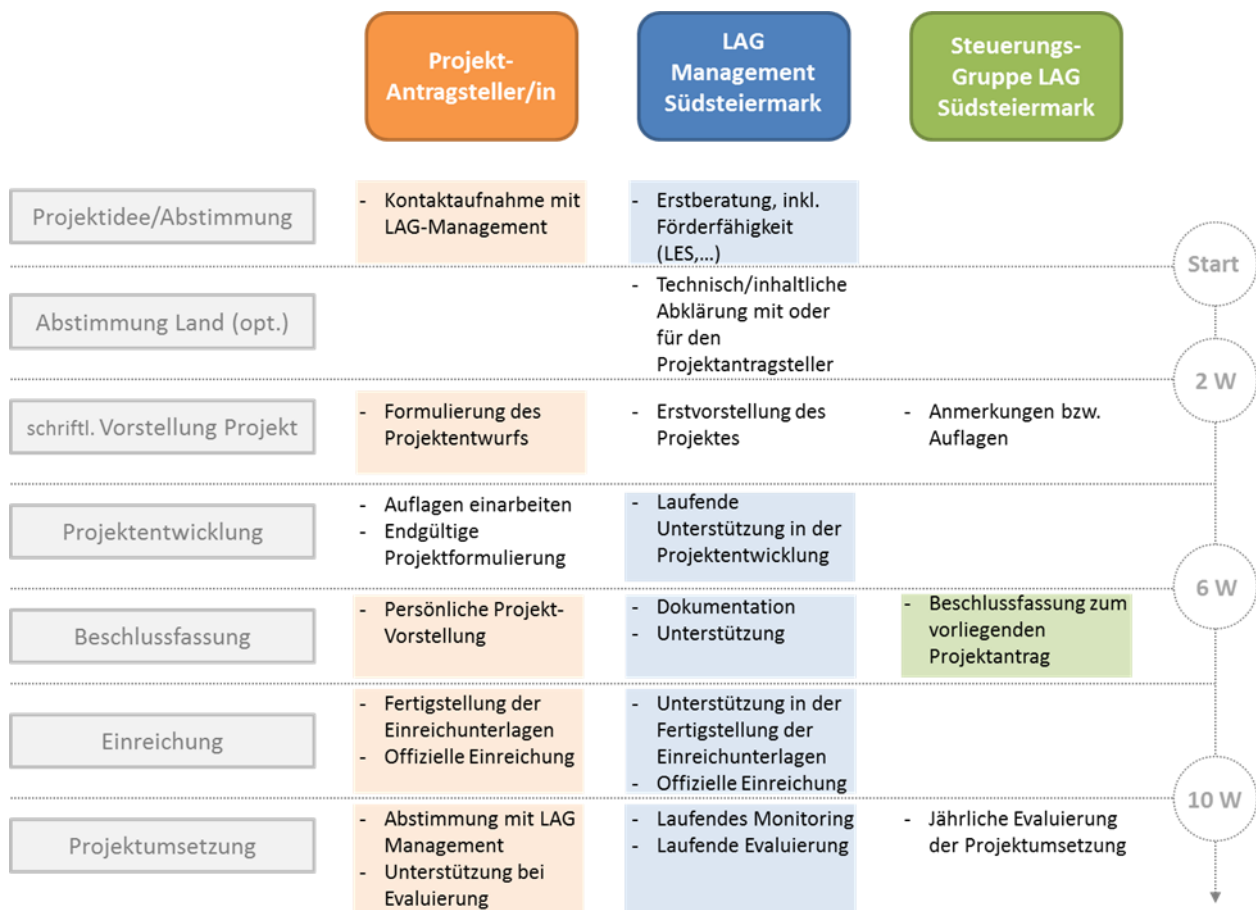 Projekt-
Antragsteller/in
LAG
Management
Südsteiermark
Steuerungs-
Gruppe LAG
Südsteiermark
Projektidee/Abstimmung
- Kontaktaufnahme mit
LAG-Management
- Erstberatung, inkl.
Förderfähigkeit
(LES,...)
Start
Abstimmung Land (opt.)
- Technisch/inhaltliche
Abklärung mit oder
für den
Projektantragsteller
2 W
schriftl. Vorstellung Projekt
- Formulierung des
Projektentwurfs
- Erstvorstellung des
Projektes
- Anmerkungen bzw.
Auflagen
Projektentwicklung
- Auflagen einarbeiten
- Endgültige
Projektformulierung
- Laufende
Unterstützung in der
Projektentwicklung
6 W
Beschlussfassung
- Persönliche Projekt-
Vorstellung
- Dokumentation
- Unterstützung
- Beschlussfassung zum
vorliegenden
Projektantrag
Einreichung
- Fertigstellung der
Einreichunterlagen
- Offizielle Einreichung
- Unterstützung in der
Fertigstellung der
Einreichunterlagen
- Offizielle Einreichung
10 W
Projektumsetzung
- Abstimmung mit LAG
Management
- Unterstützung bei
Evaluierung
- Laufendes Monitoring
- Laufende Evaluierung
- Jährliche Evaluierung
der Projektumsetzung